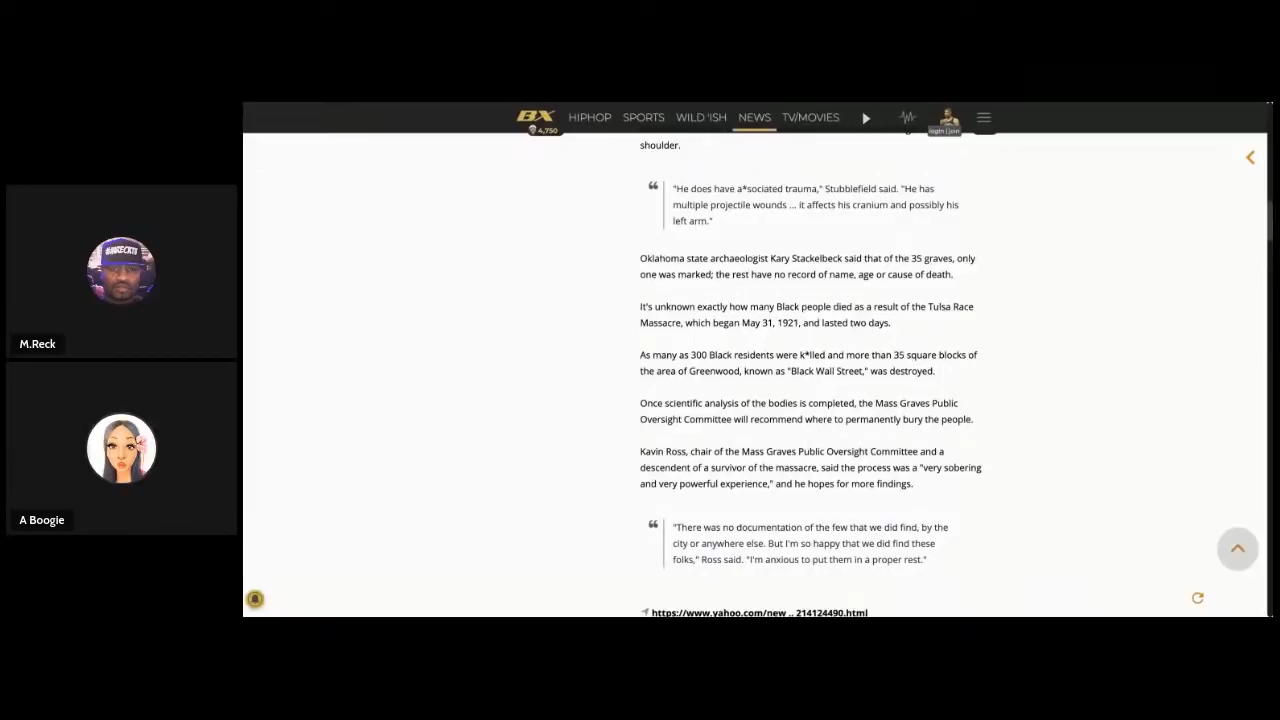 BX HIPHOP SPORTS WILD 'ISH NEWS TV/MOVIES
4,750
login | join
shoulder.
"He does have a*sociated trauma," Stubblefield said. "He has
multiple projectile wounds ... it affects his cranium and possibly his
left arm."
Oklahoma state archaeologist Kary Stackelbeck said that of the 35 graves, only
one was marked; the rest have no record of name, age or cause of death.
It's unknown exactly how many Black people died as a result of the Tulsa Race
Massacre, which began May 31, 1921, and lasted two days.
As many as 300 Black residents were k*lled and more than 35 square blocks of
the area of Greenwood, known as "Black Wall Street," was destroyed.
Once scientific analysis of the bodies is completed, the Mass Graves Public
Oversight Committee will recommend where to permanently bury the people.
Kavin Ross, chair of the Mass Graves Public Oversight Committee and a
descendent of a survivor of the massacre, said the process was a "very sobering
and very powerful experience," and he hopes for more findings.
"There was no documentation of the few that we did find, by the
city or anywhere else. But I'm so happy that we did find these
folks," Ross said. "I'm anxious to put them in a proper rest."
https://www.yahoo.com/new .. 214124490.html
M.Reck
A Boogie